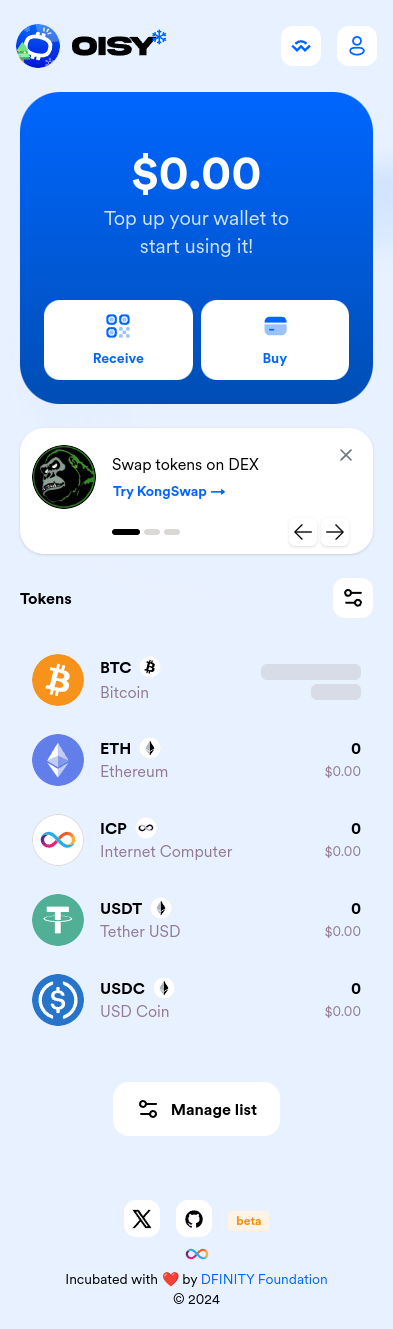 OISY
$0.00
Top up your wallet to
start using it!
Receive
Buy
Swap tokens on DEX
Try KongSwap →
Tokens
BTC
Bitcoin
ETH
0
Ethereum
$0.00
ICP
0
Internet Computer
$0.00
USDT
0
Tether USD
$0.00
USDC
0
USD Coin
$0.00
Manage list
beta
Incubated with ❤️ by DFINITY Foundation
© 2024